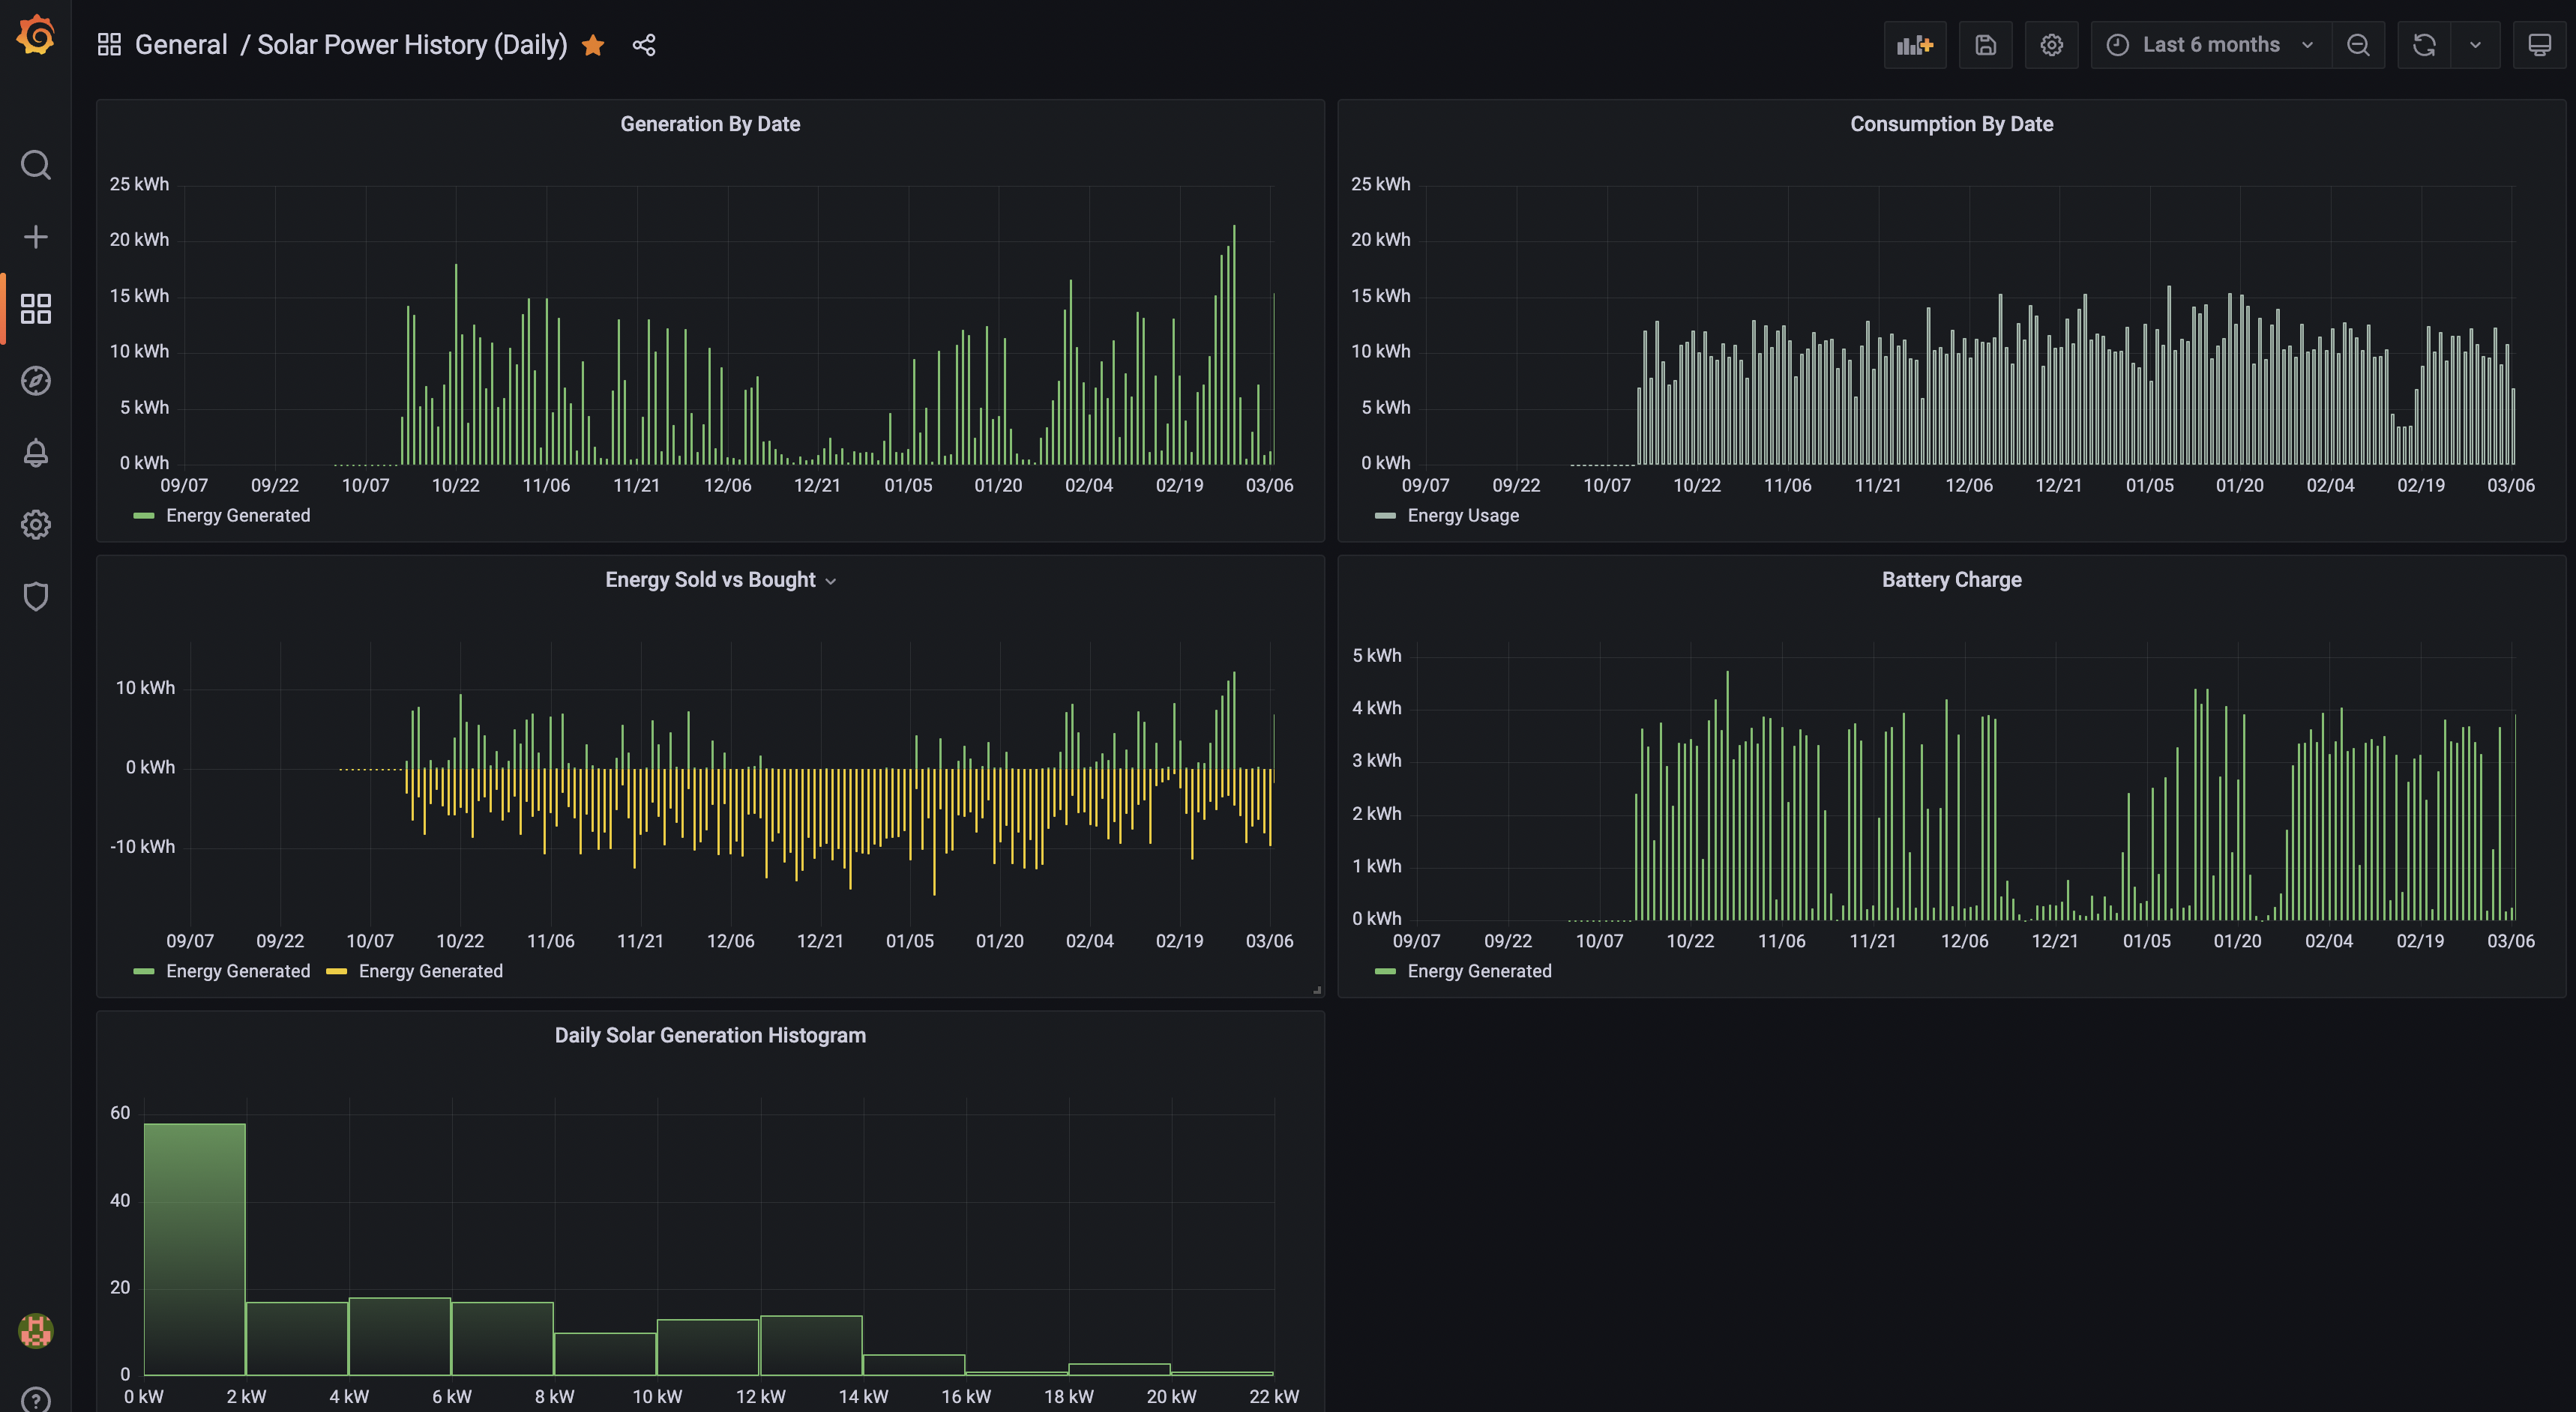 General / Solar Power History (Daily)
Last 6 months
Generation By Date
25 kWh
20 kWh
15 kWh
10 kWh
5 kWh
0 kWh
09/07 09/22 10/07 10/22 11/06 11/21 12/06 12/21 01/05 01/20 02/04 02/19 03/06
Energy Generated
Consumption By Date
25 kWh
20 kWh
15 kWh
10 kWh
5 kWh
0 kWh
09/07 09/22 10/07 10/22 11/06 11/21 12/06 12/21 01/05 01/20 02/04 02/19 03/06
Energy Usage
Energy Sold vs Bought
10 kWh
0 kWh
-10 kWh
09/07 09/22 10/07 10/22 11/06 11/21 12/06 12/21 01/05 01/20 02/04 02/19 03/06
Energy Generated Energy Generated
Battery Charge
5 kWh
4 kWh
3 kWh
2 kWh
1 kWh
0 kWh
09/07 09/22 10/07 10/22 11/06 11/21 12/06 12/21 01/05 01/20 02/04 02/19 03/06
Energy Generated
Daily Solar Generation Histogram
60
40
20
0
0 kW 2 kW 4 kW 6 kW 8 kW 10 kW 12 kW 14 kW 16 kW 18 kW 20 kW 22 kW